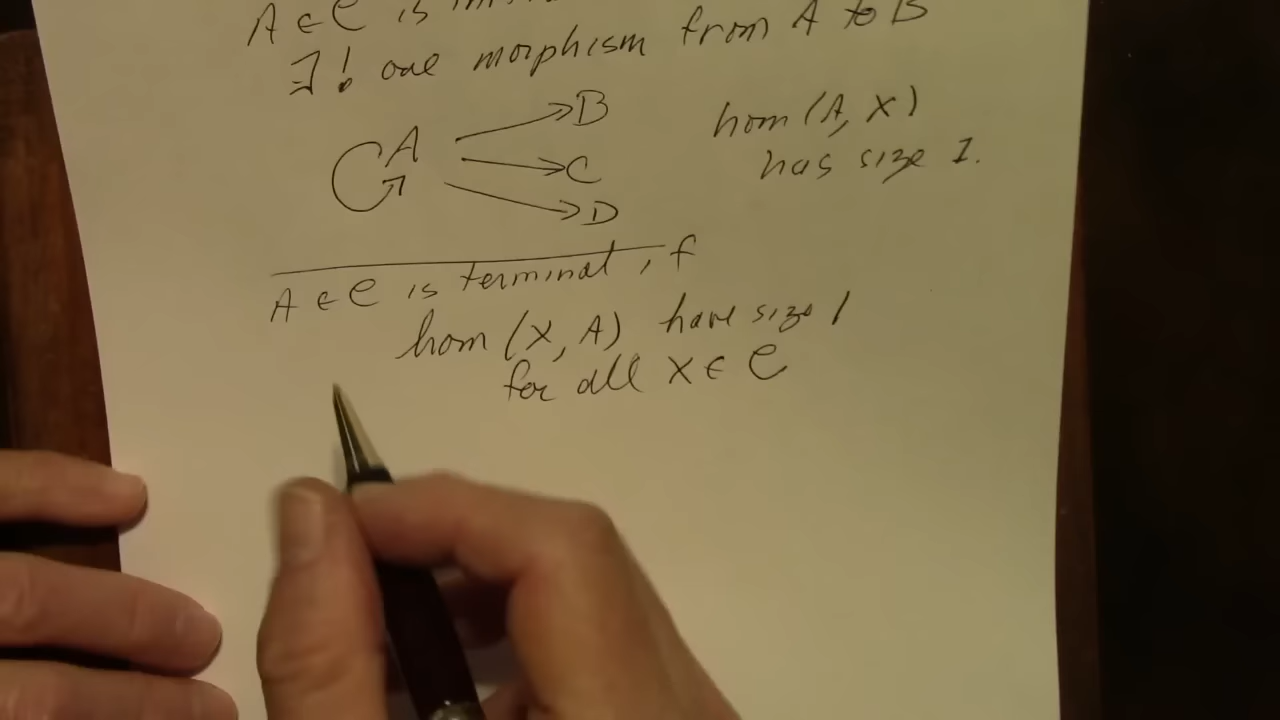 A ∈ C is
∃! one morphism from A to B
A → B
→ C
→ D
hom(A, X)
has size 1.
A ∈ C is terminal if
hom (X, A) have size 1
for all X ∈ C